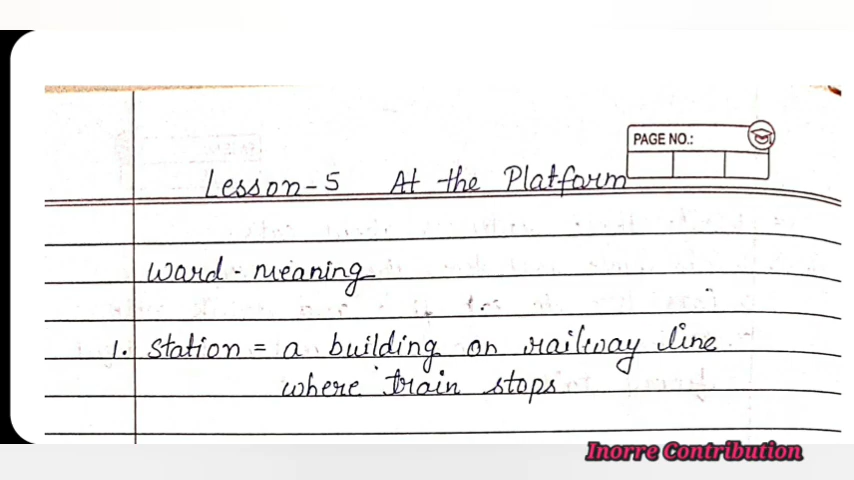 PAGE NO.:
Lesson-5 At the Platform
Word - meaning
1. Station = a building on railway line
where train stops
Inorre Contribution